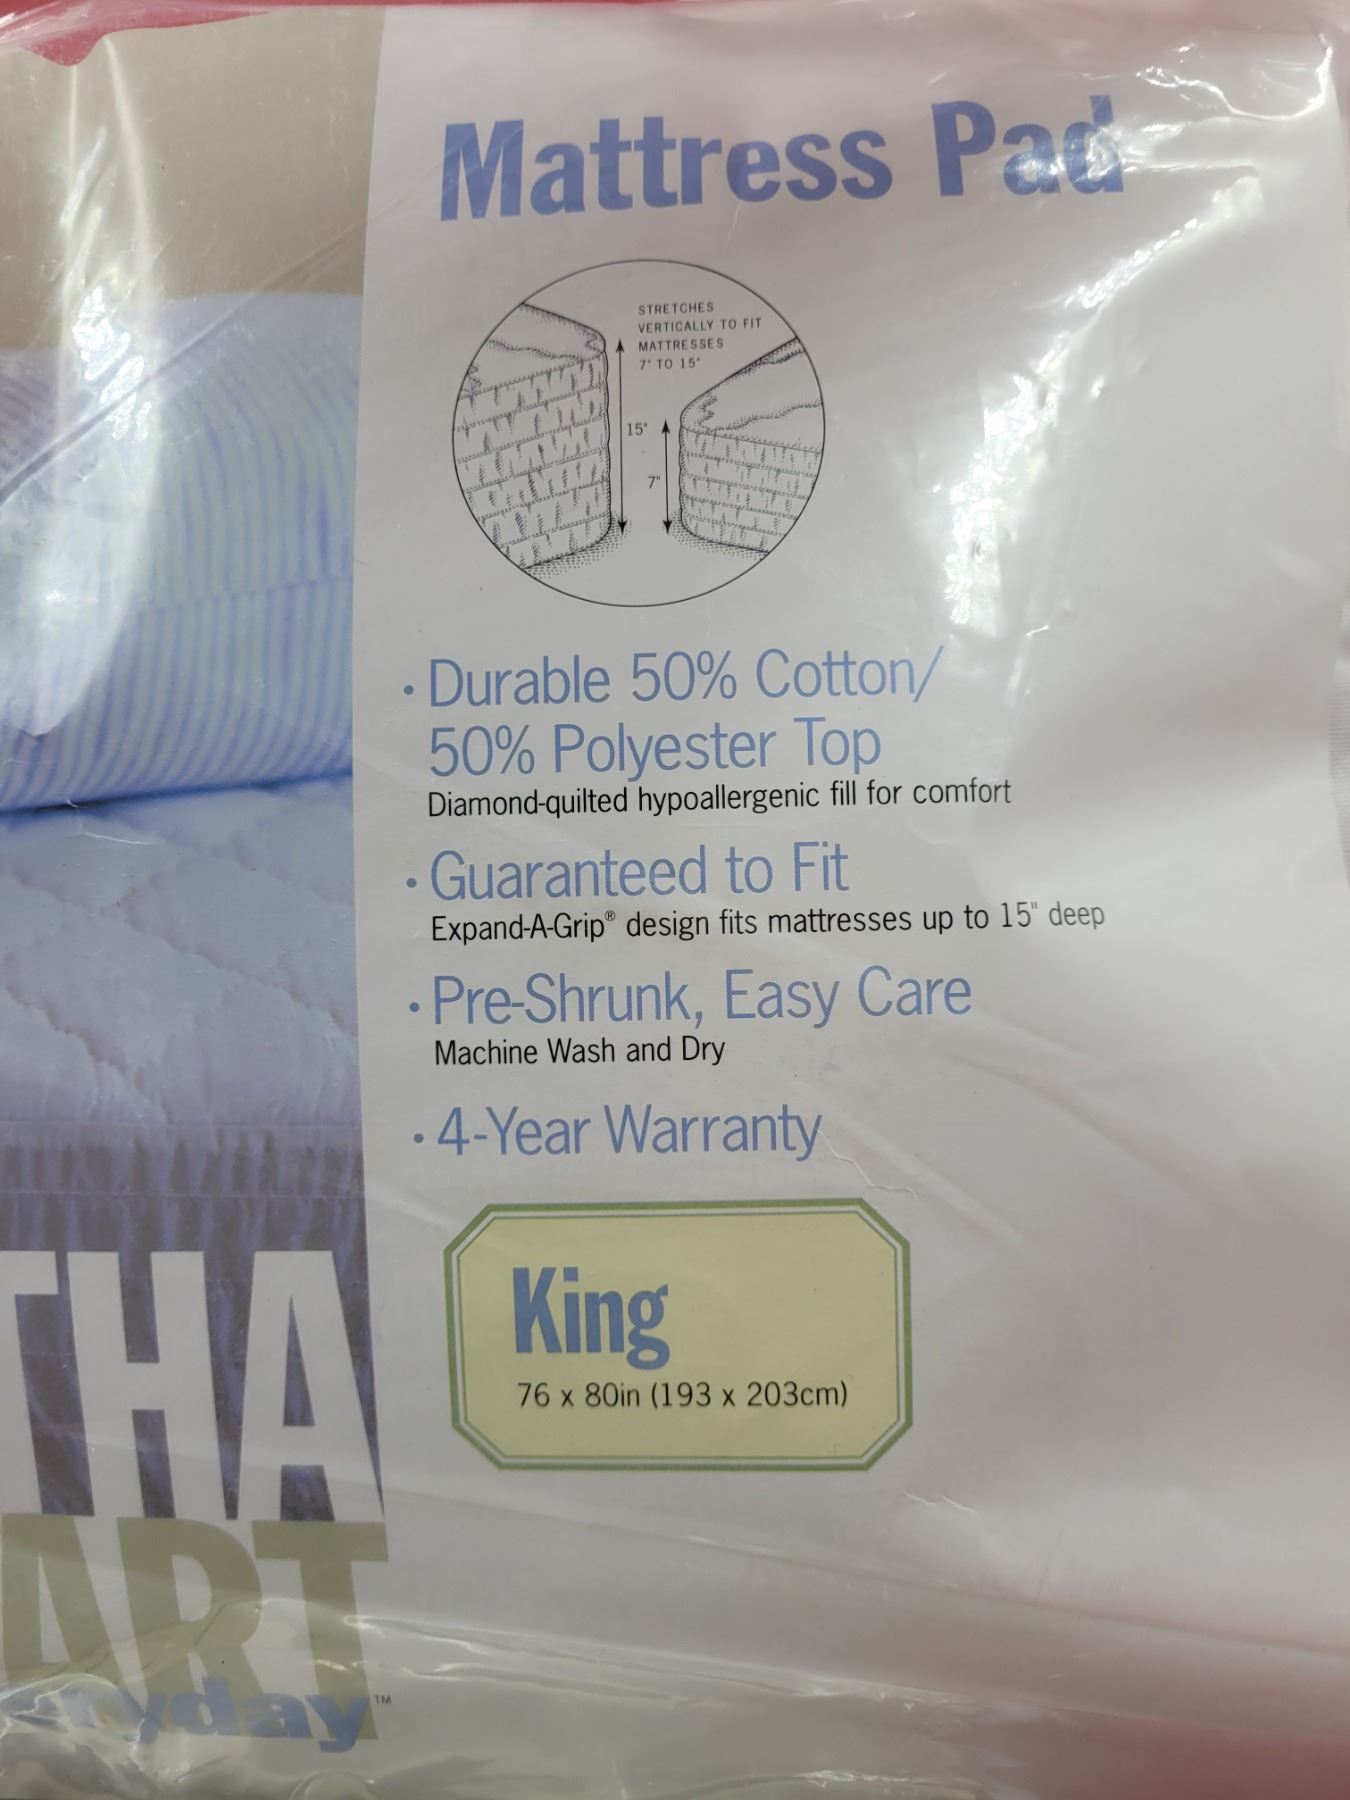 Mattress Pad
STRETCHES
VERTICALLY TO FIT
MATTRESSES
7" TO 15"
15"
7"
· Durable 50% Cotton/
50% Polyester Top
Diamond-quilted hypoallergenic fill for comfort
· Guaranteed to Fit
Expand-A-Grip® design fits mattresses up to 15" deep
· Pre-Shrunk, Easy Care
Machine Wash and Dry
· 4-Year Warranty
King
76 x 80in (193 x 203cm)
THA
ART
eryday™